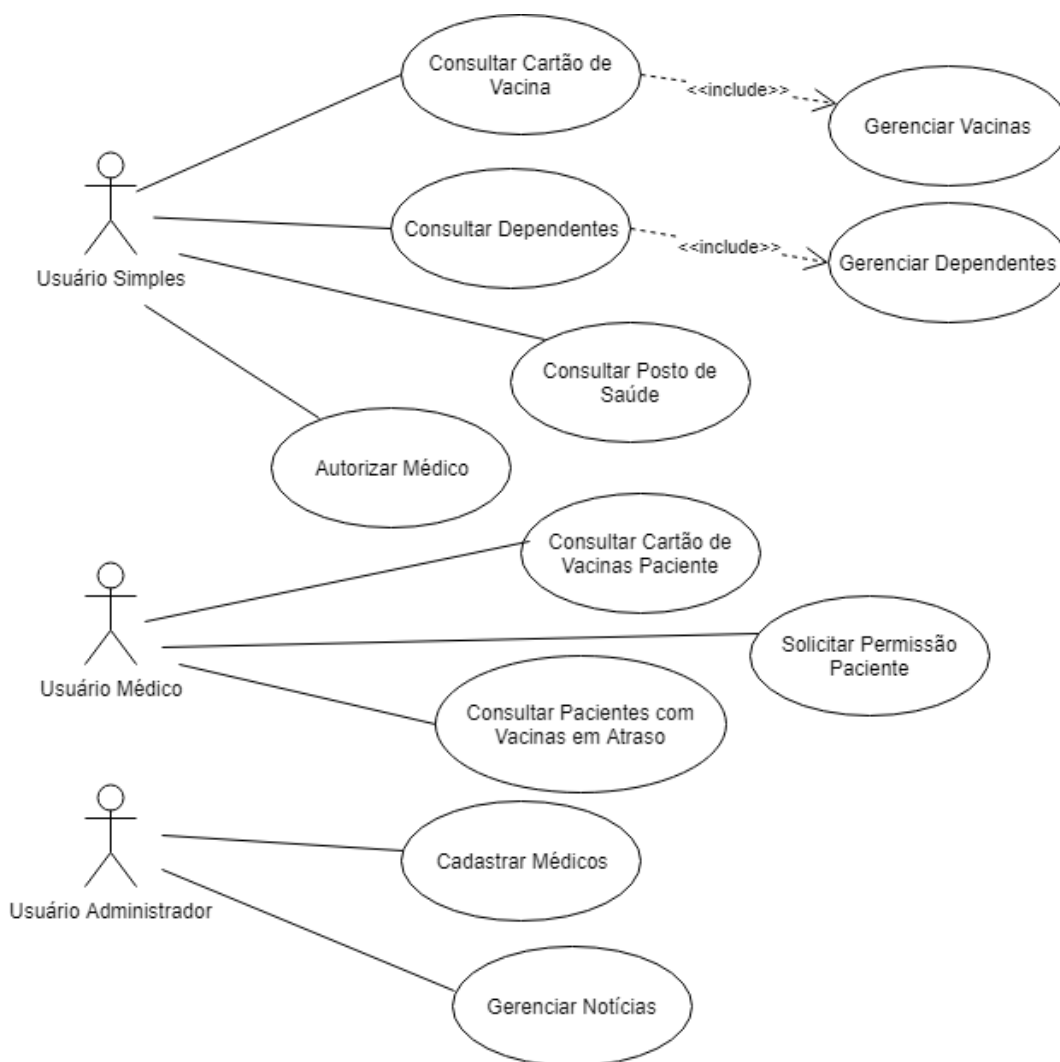 Consultar Cartão de
Vacina
<<include>>
Gerenciar Vacinas
Usuário Simples
Consultar Dependentes
<<include>>
Gerenciar Dependentes
Consultar Posto de
Saúde
Autorizar Médico
Consultar Cartão de
Vacinas Paciente
Usuário Médico
Solicitar Permissão
Paciente
Consultar Pacientes com
Vacinas em Atraso
Usuário Administrador
Cadastrar Médicos
Gerenciar Notícias